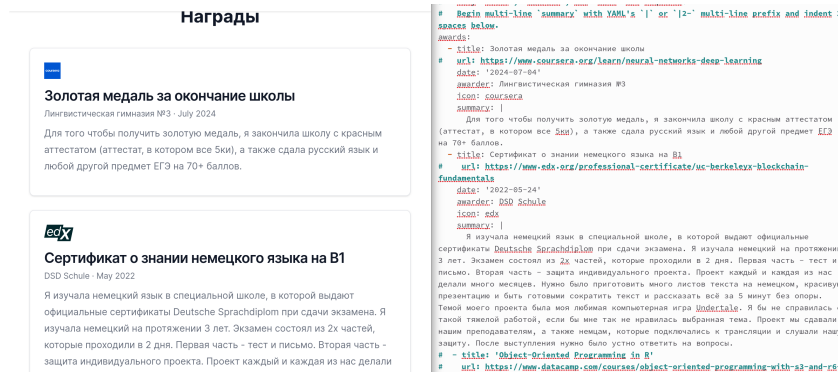 Награды
coursera
Золотая медаль за окончание школы
Лингвистическая гимназия №3 · July 2024
Для того чтобы получить золотую медаль, я закончила школу с красным
аттестатом (аттестат, в котором все 5ки), а также сдала русский язык и
любой другой предмет ЕГЭ на 70+ баллов.
edX
Сертификат о знании немецкого языка на B1
DSD Schule · May 2022
Я изучала немецкий язык в специальной школе, в которой выдают
официальные сертификаты Deutsche Sprachdiplom при сдачи экзамена. Я
изучала немецкий на протяжении 3 лет. Экзамен состоял из 2х частей,
которые проходили в 2 дня. Первая часть - тест и письмо. Вторая часть -
защита индивидуального проекта. Проект каждый и каждая из нас делали
# Begin multi-line `summary` with YAML's `|` or `|2-` multi-line prefix and indent 2
spaces below.
awards:
- title: Золотая медаль за окончание школы
# url: https://www.coursera.org/learn/neural-networks-deep-learning
date: '2024-07-04'
awarder: Лингвистическая гимназия №3
icon: coursera
summary: |
Для того чтобы получить золотую медаль, я закончила школу с красным аттестатом
(аттестат, в котором все 5ки), а также сдала русский язык и любой другой предмет ЕГЭ
на 70+ баллов.
- title: Сертификат о знании немецкого языка на B1
# url: https://www.edx.org/professional-certificate/uc-berkeleyx-blockchain-
fundamentals
date: '2022-05-24'
awarder: DSD Schule
icon: edx
summary: |
Я изучала немецкий язык в специальной школе, в которой выдают официальные
сертификаты Deutsche Sprachdiplom при сдачи экзамена. Я изучала немецкий на протяжении
3 лет. Экзамен состоял из 2х частей, которые проходили в 2 дня. Первая часть - тест и
письмо. Вторая часть - защита индивидуального проекта. Проект каждый и каждая из нас
делали много месяцев. Нужно было приготовить много листов текста на немецком,
презентацию и быть готовыми сократить текст и рассказать всё за 5 минут без опоры.
Темой моего проекта была моя любимая компьютерная игра Undertale. Я бы не справилась с
такой тяжелой работой, если бы мне так не нравилась выбранная тема. Проект мы сдавали
нашим преподавателям, а также немцам, которые подключались к трансляции и слушали нашу
защиту. После выступления нужно было устно ответить на вопросы.
# - title: 'Object-Oriented Programming in R'
# url: https://www.datacamp.com/courses/object-oriented-programming-with-s3-and-r6